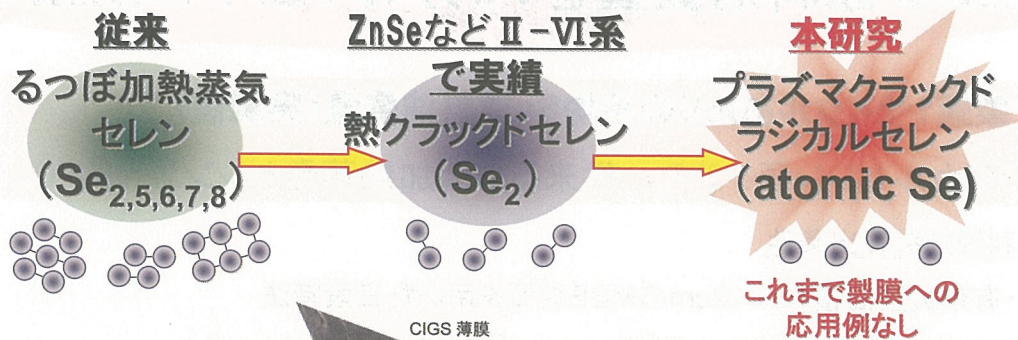 従来
るつぼ加熱蒸気
セレン
（Se2,5,6,7,8）
ZnSeなどⅡ-Ⅵ系
で実績
熱クラックドセレン
（Se2）
本研究
プラズマクラックド
ラジカルセレン
（atomic Se)
これまで製膜への
応用例なし
CIGS 薄膜